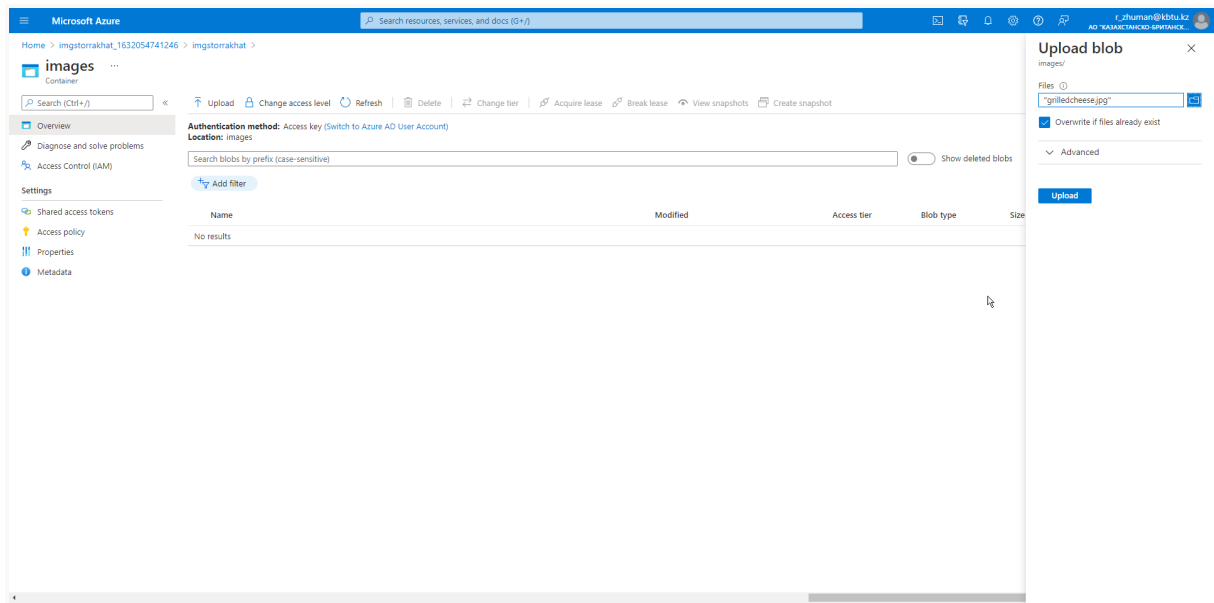 Microsoft Azure
Search resources, services, and docs (G+/)
r_zhuman@kbtu.kz
АО "КАЗАХСТАНСКО-БРИТАНСК...
Home > imgstorrakhat_1632054741246 > imgstorrakhat >
images ...
Container
Search (Ctrl+/)
«
Overview
Diagnose and solve problems
Access Control (IAM)
Settings
Shared access tokens
Access policy
Properties
Metadata
Upload
Change access level
Refresh
Delete
Change tier
Acquire lease
Break lease
View snapshots
Create snapshot
Authentication method: Access key (Switch to Azure AD User Account)
Location: images
Search blobs by prefix (case-sensitive)
Show deleted blobs
Add filter
Name Modified Access tier Blob type Size
No results
Upload blob
images/
Files
"grilledcheese.jpg"
Overwrite if files already exist
Advanced
Upload